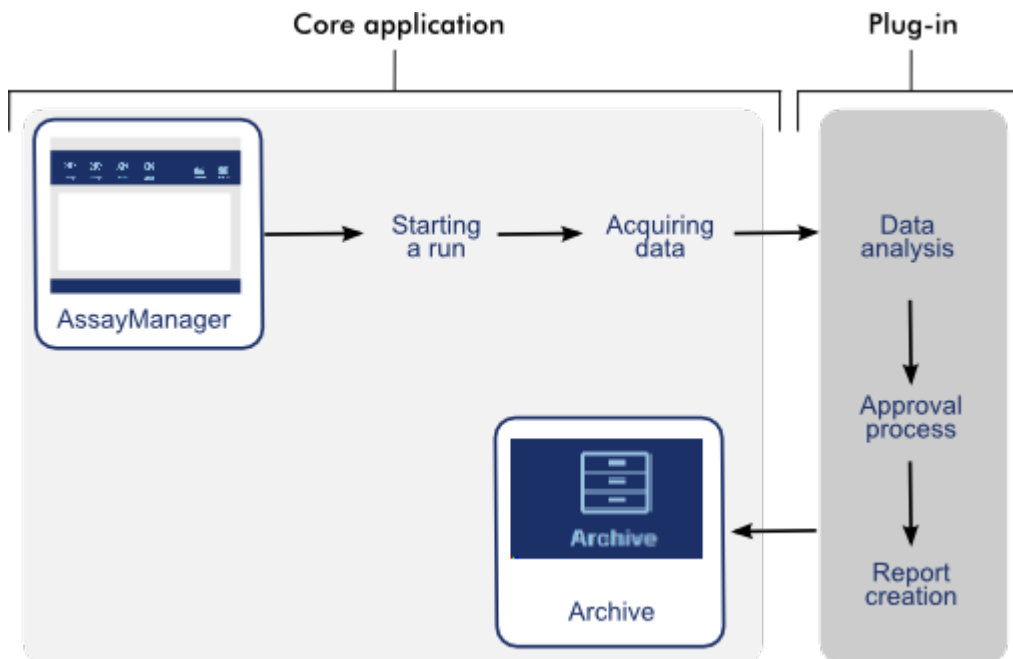 Core application
Plug-in
AssayManager
Starting
a run
Acquiring
data
Data
analysis
Approval
process
Archive
Archive
Report
creation